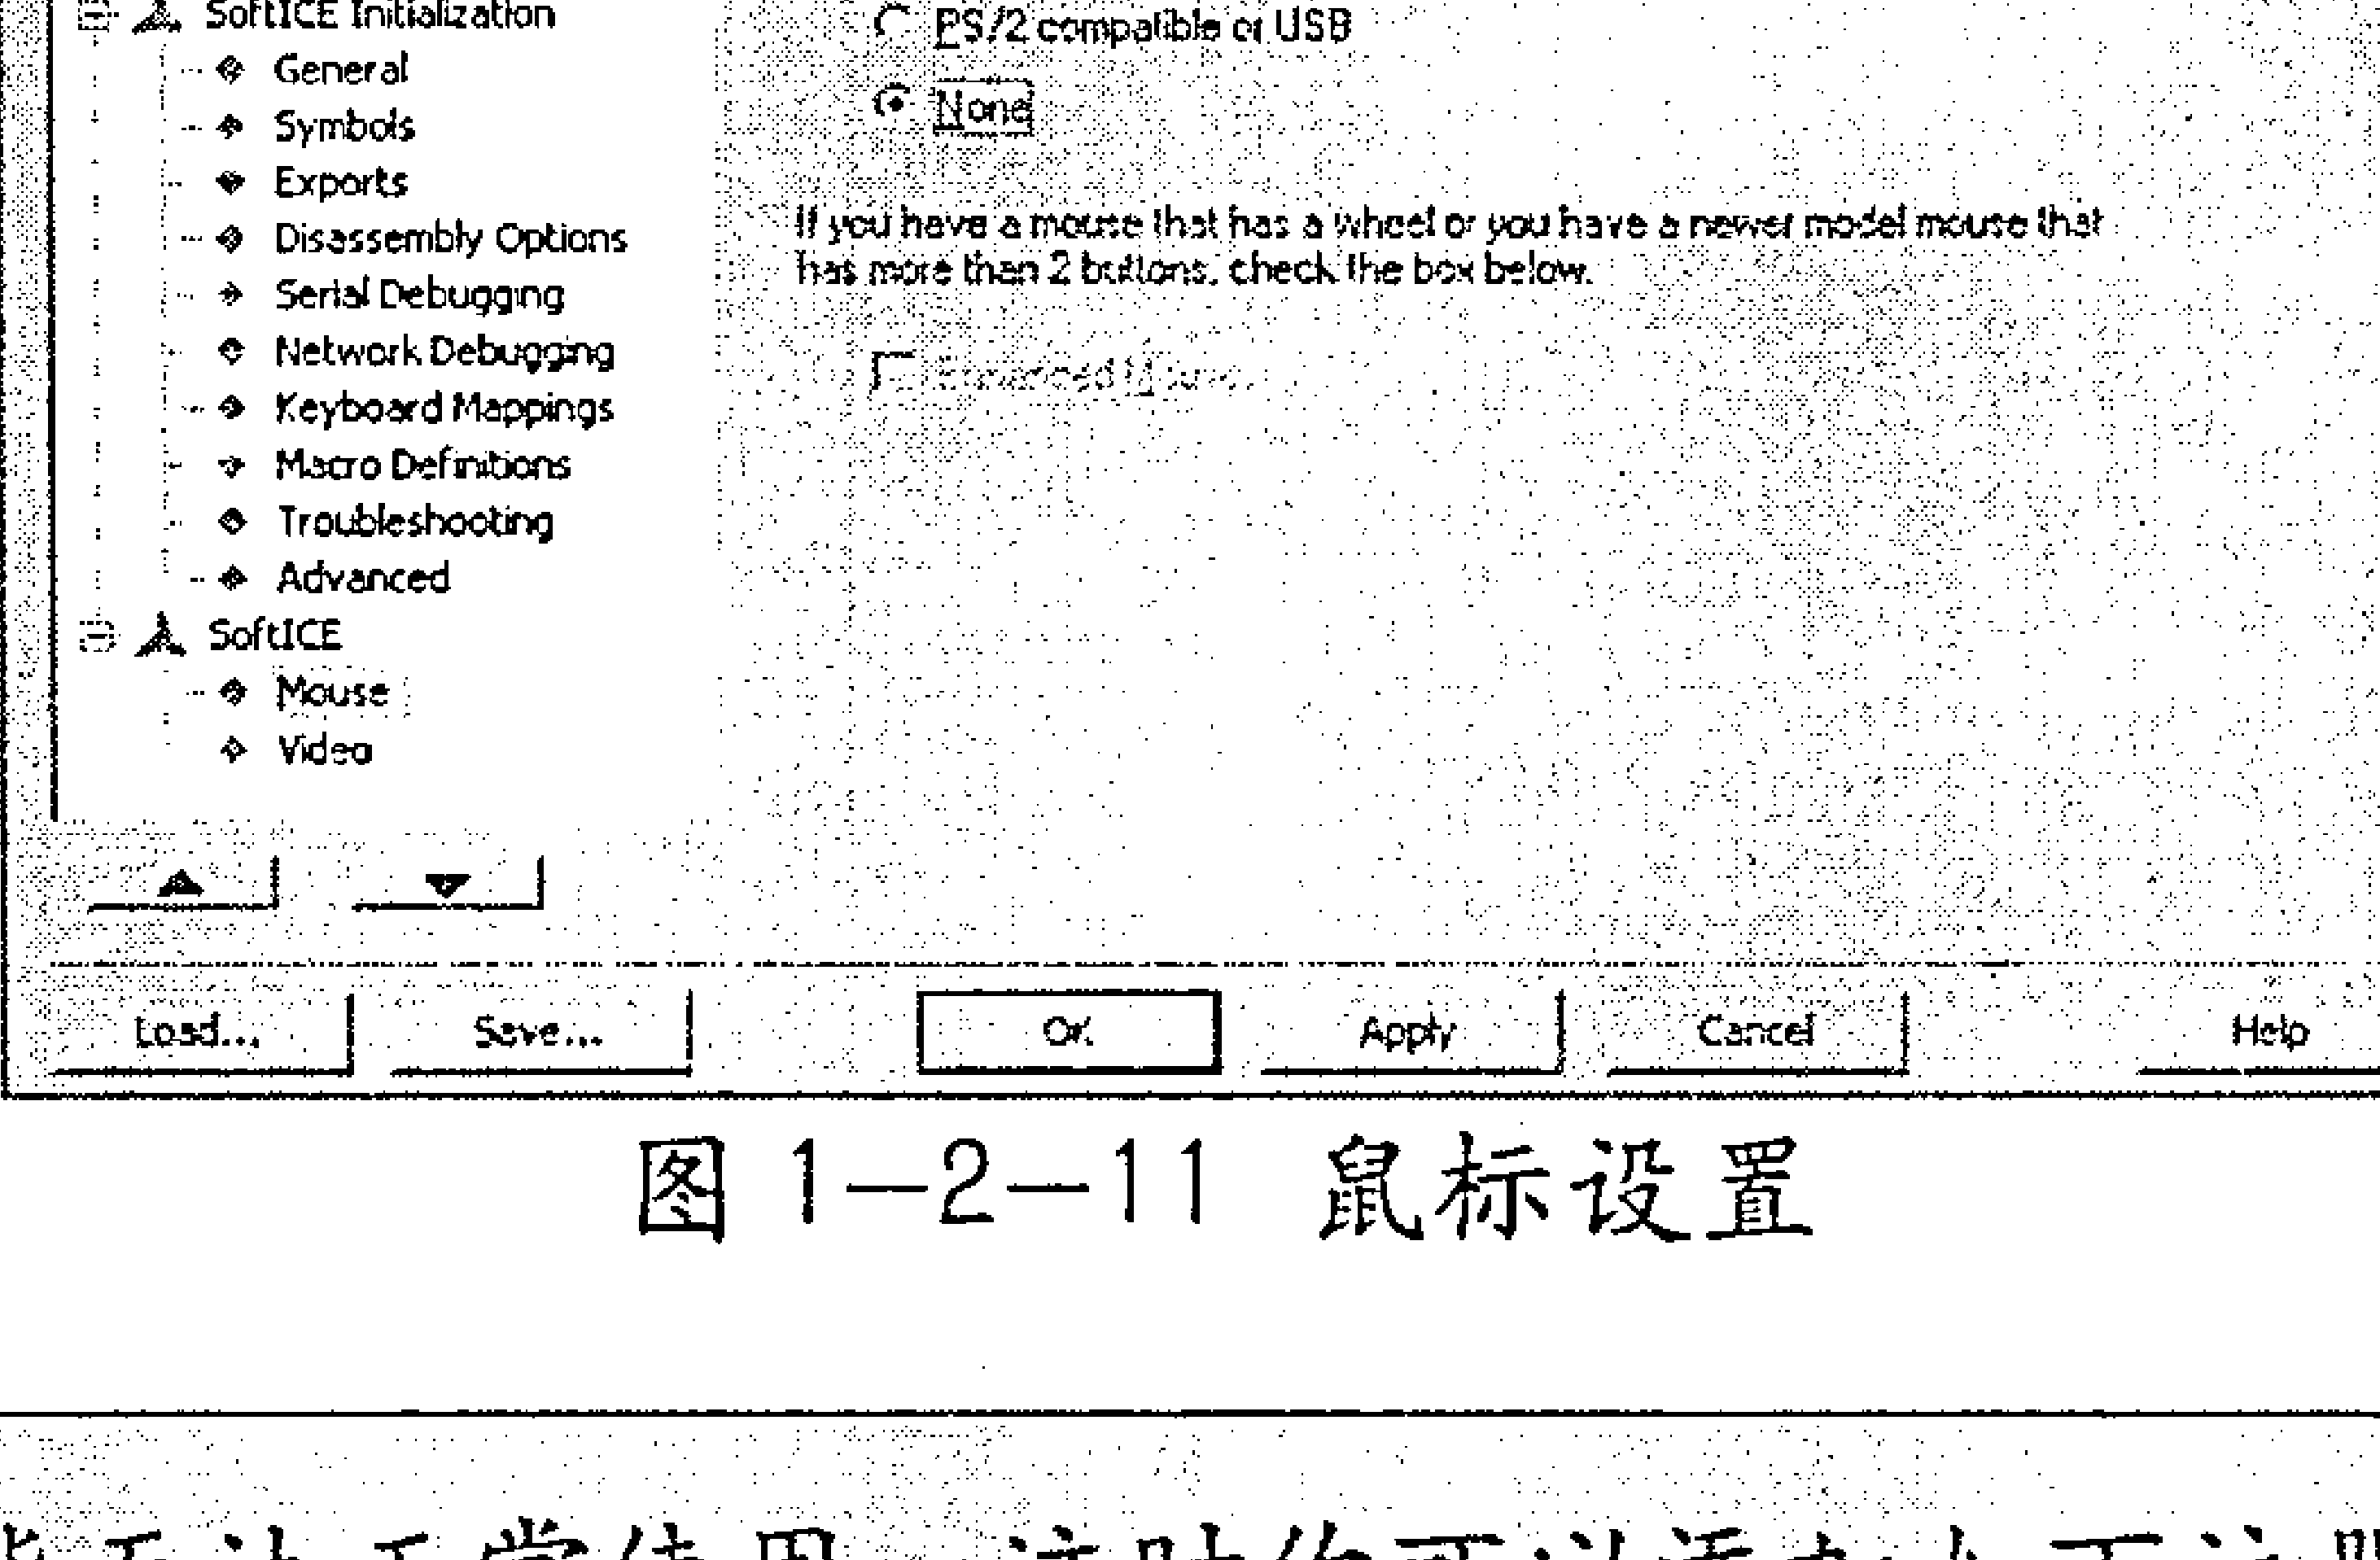 SoftICE Initialization
General
Symbols
Exports
Disassembly Options
Serial Debugging
Network Debugging
Keyboard Mappings
Macro Definitions
Troubleshooting
Advanced
SoftICE
Mouse
Video
PS/2 compatible or USB
None
If you have a mouse that has a wheel or you have a newer model mouse that
has more than 2 buttons, check the box below.
Enhanced Mouse
Load...
Save...
OK
Apply
Cancel
Help
图 1-2-11 鼠标设置